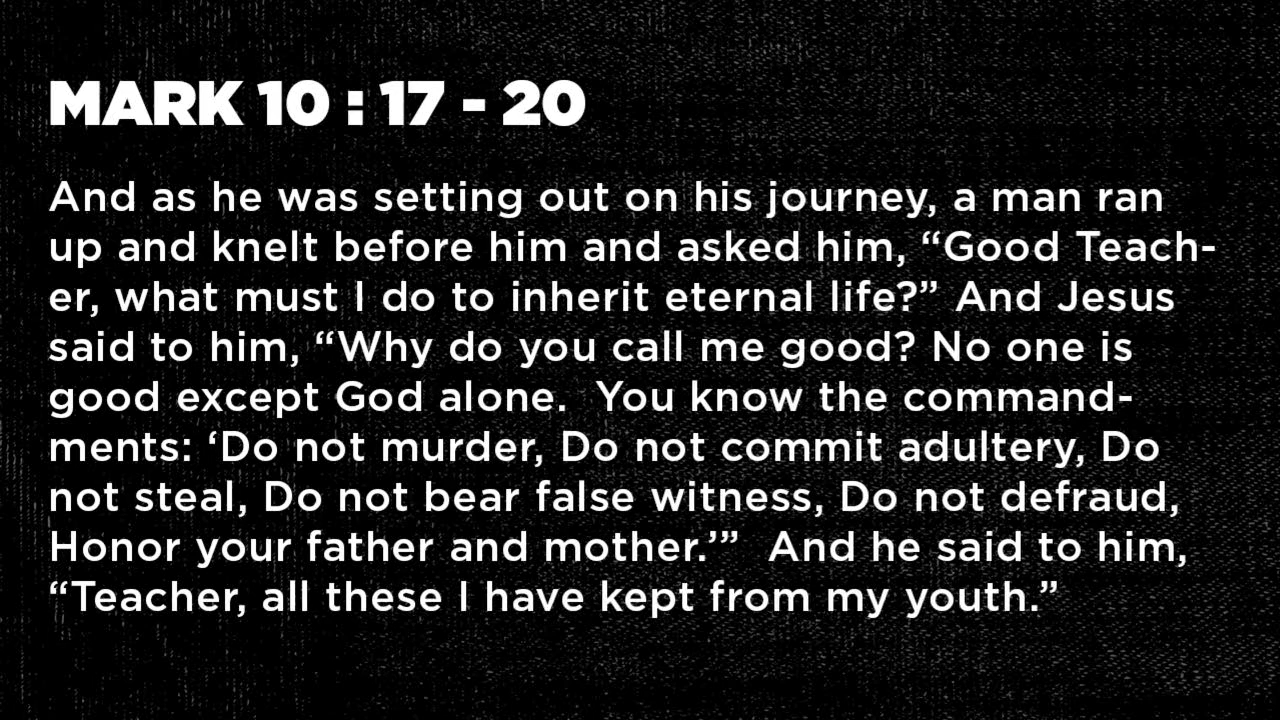 MARK 10 : 17 - 20
And as he was setting out on his journey, a man ran
up and knelt before him and asked him, “Good Teach-
er, what must I do to inherit eternal life?” And Jesus
said to him, “Why do you call me good? No one is
good except God alone.  You know the command-
ments: ‘Do not murder, Do not commit adultery, Do
not steal, Do not bear false witness, Do not defraud,
Honor your father and mother.’”  And he said to him,
“Teacher, all these I have kept from my youth.”